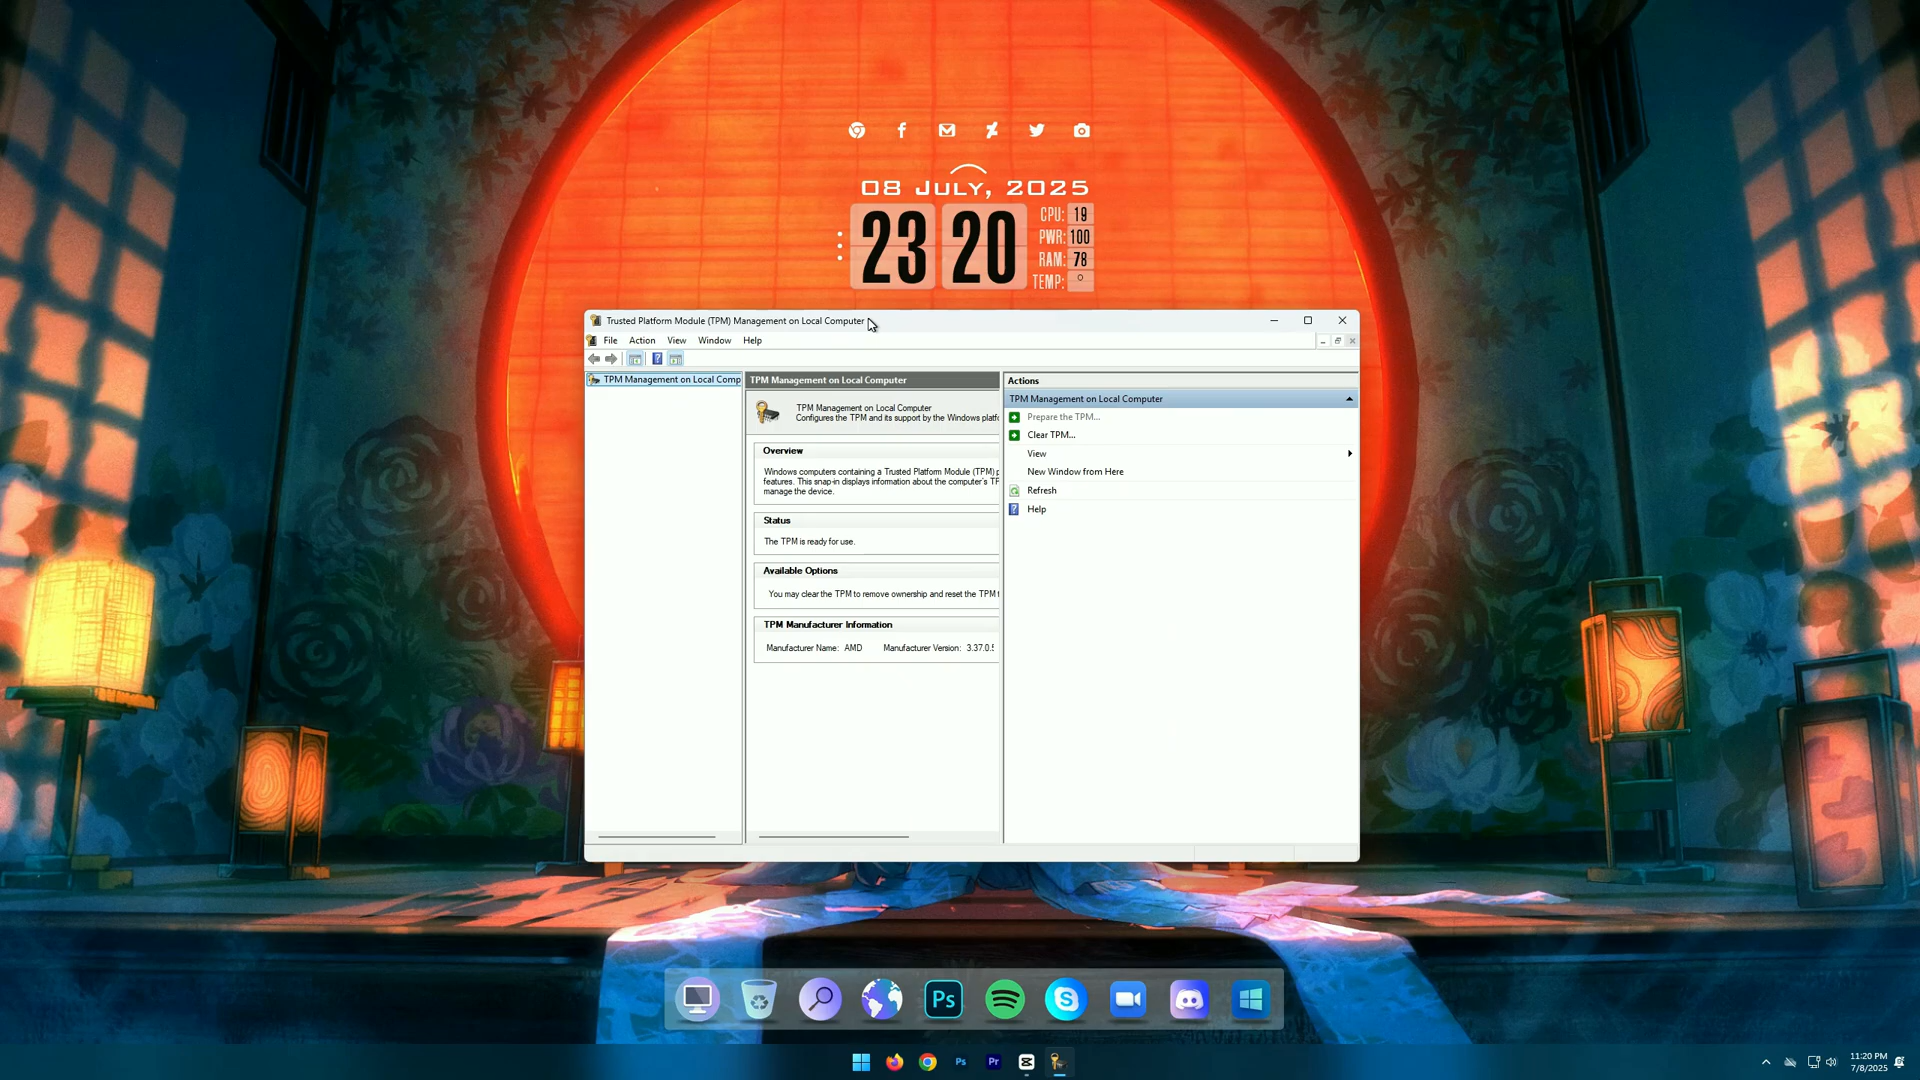 08 JULY, 2025
23 20
CPU: 19
PWR: 100
RAM: 78
TEMP: °
Trusted Platform Module (TPM) Management on Local Computer
File Action View Window Help
TPM Management on Local Comp
TPM Management on Local Computer
TPM Management on Local Computer
Configures the TPM and its support by the Windows platf
Overview
Windows computers containing a Trusted Platform Module (TPM) p
features. This snap-in displays information about the computer's TP
manage the device.
Status
The TPM is ready for use.
Available Options
You may clear the TPM to remove ownership and reset the TPM t
TPM Manufacturer Information
Manufacturer Name: AMD Manufacturer Version: 3.37.0.5
Actions
TPM Management on Local Computer
Prepare the TPM...
Clear TPM...
View
New Window from Here
Refresh
Help
Ps
Ps Pr
11:20 PM
7/8/2025